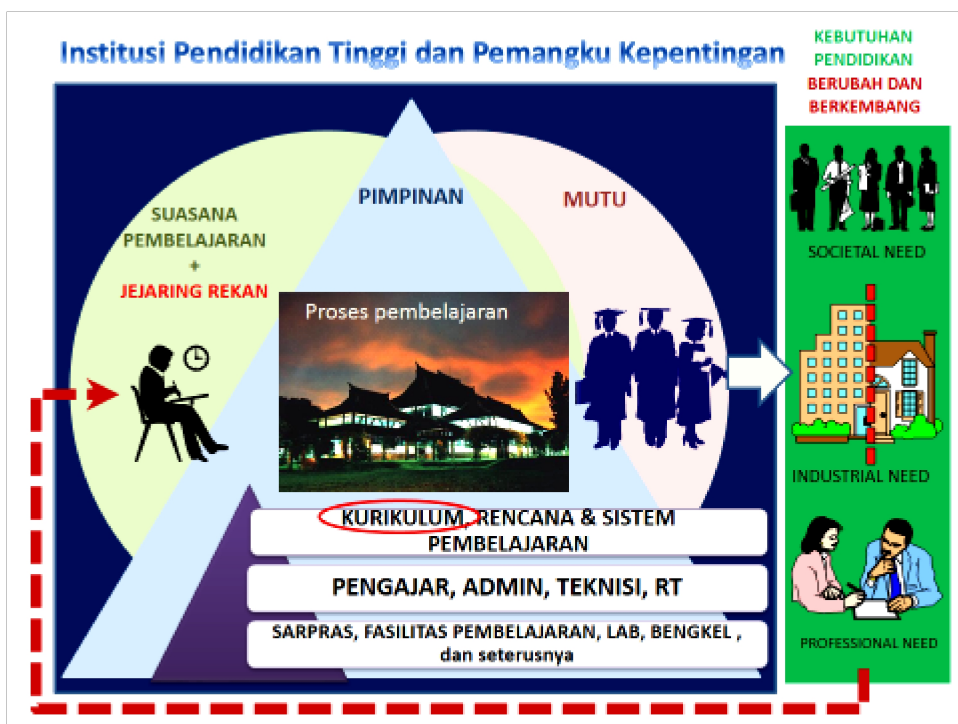 Institusi Pendidikan Tinggi dan Pemangku Kepentingan
KEBUTUHAN
PENDIDIKAN
BERUBAH DAN
BERKEMBANG
SUASANA
PEMBELAJARAN
+
JEJARING REKAN
PIMPINAN
MUTU
Proses pembelajaran
KURIKULUM, RENCANA & SISTEM
PEMBELAJARAN
PENGAJAR, ADMIN, TEKNISI, RT
SARPRAS, FASILITAS PEMBELAJARAN, LAB, BENGKEL ,
dan seterusnya
SOCIETAL NEED
INDUSTRIAL NEED
PROFESSIONAL NEED